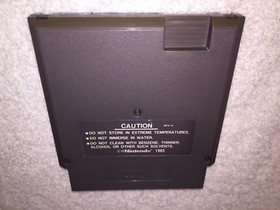 CAUTION
REV-A
●DO NOT STORE IN EXTREME TEMPERATURES.
●DO NOT IMMERSE IN WATER.
●DO NOT CLEAN WITH BENZENE, THINNER,
ALCOHOL OR OTHER SUCH SOLVENTS.
©Nintendo 1985